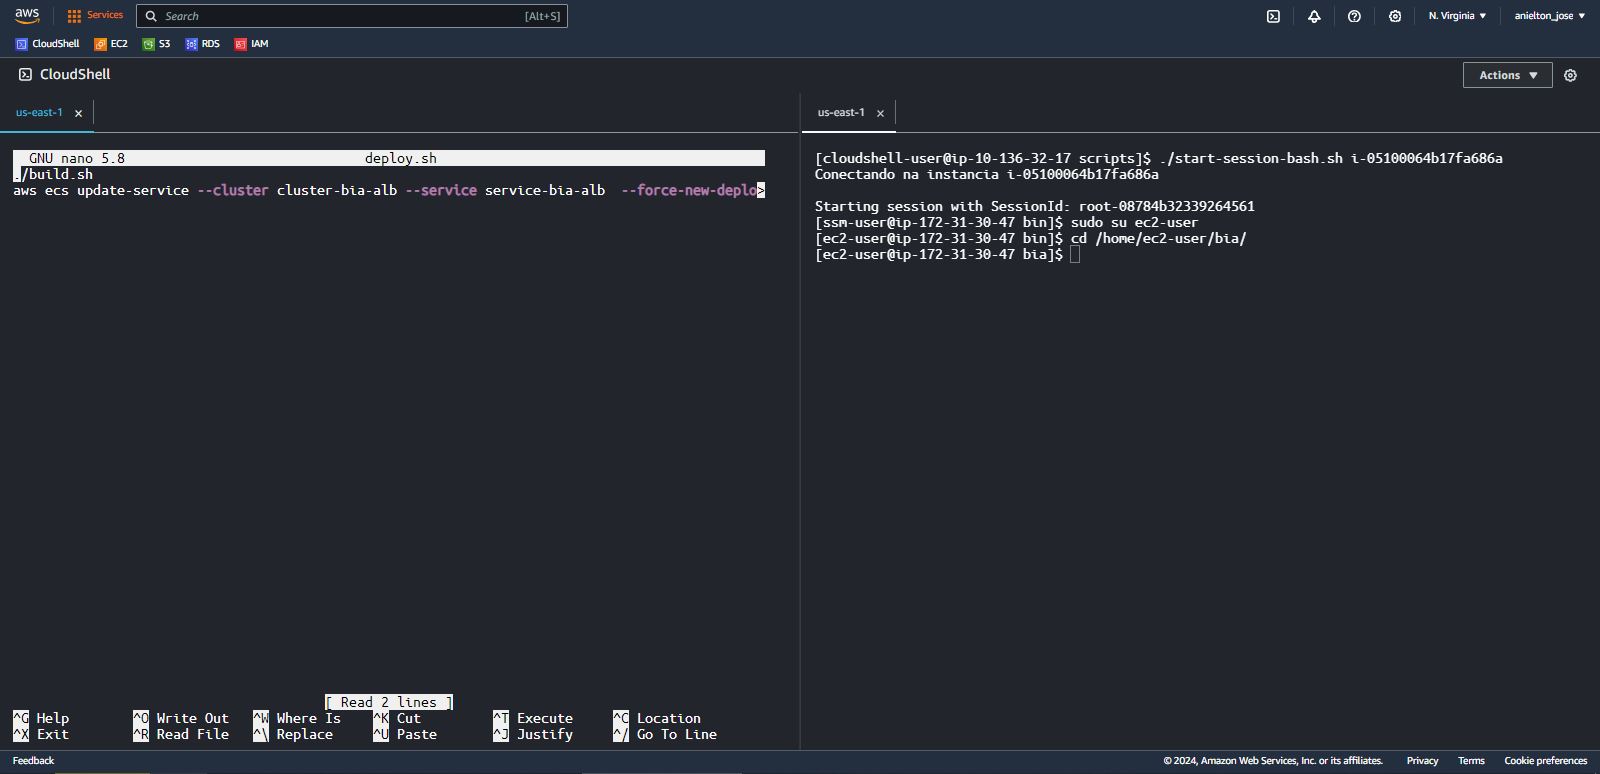 aws
Services
Search
[Alt+S]
N. Virginia ▼
anielton_jose ▼
CloudShell
EC2
S3
RDS
IAM
CloudShell
Actions ▼
us-east-1 ×
GNU nano 5.8 deploy.sh
./build.sh
aws ecs update-service --cluster cluster-bia-alb --service service-bia-alb  --force-new-deplo>
[ Read 2 lines ]
^G Help ^O Write Out ^W Where Is ^K Cut ^T Execute ^C Location
^X Exit ^R Read File ^\ Replace ^U Paste ^J Justify ^/ Go To Line
us-east-1 ×
[cloudshell-user@ip-10-136-32-17 scripts]$ ./start-session-bash.sh i-05100064b17fa686a
Conectando na instancia i-05100064b17fa686a
Starting session with SessionId: root-08784b32339264561
[ssm-user@ip-172-31-30-47 bin]$ sudo su ec2-user
[ec2-user@ip-172-31-30-47 bin]$ cd /home/ec2-user/bia/
[ec2-user@ip-172-31-30-47 bia]$
Feedback
© 2024, Amazon Web Services, Inc. or its affiliates.
Privacy
Terms
Cookie preferences